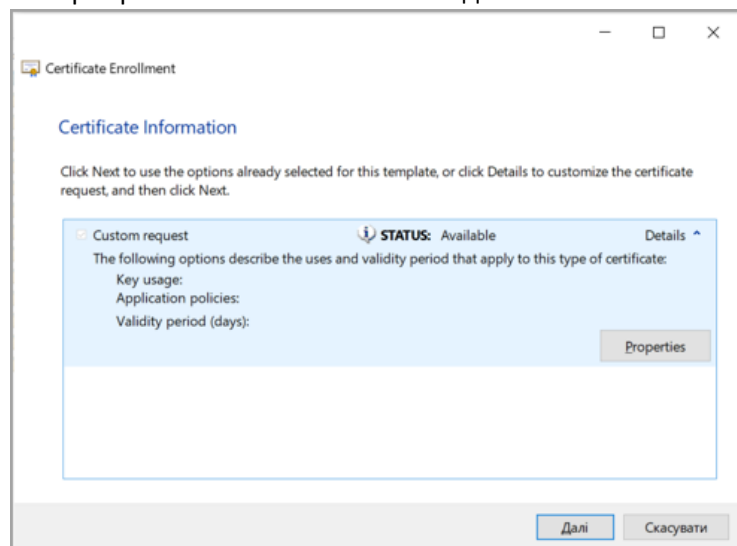 Certificate Enrollment
Certificate Information
Click Next to use the options already selected for this template, or click Details to customize the certificate
request, and then click Next.
Custom request STATUS: Available Details
The following options describe the uses and validity period that apply to this type of certificate:
Key usage:
Application policies:
Validity period (days):
Properties
Далі Скасувати